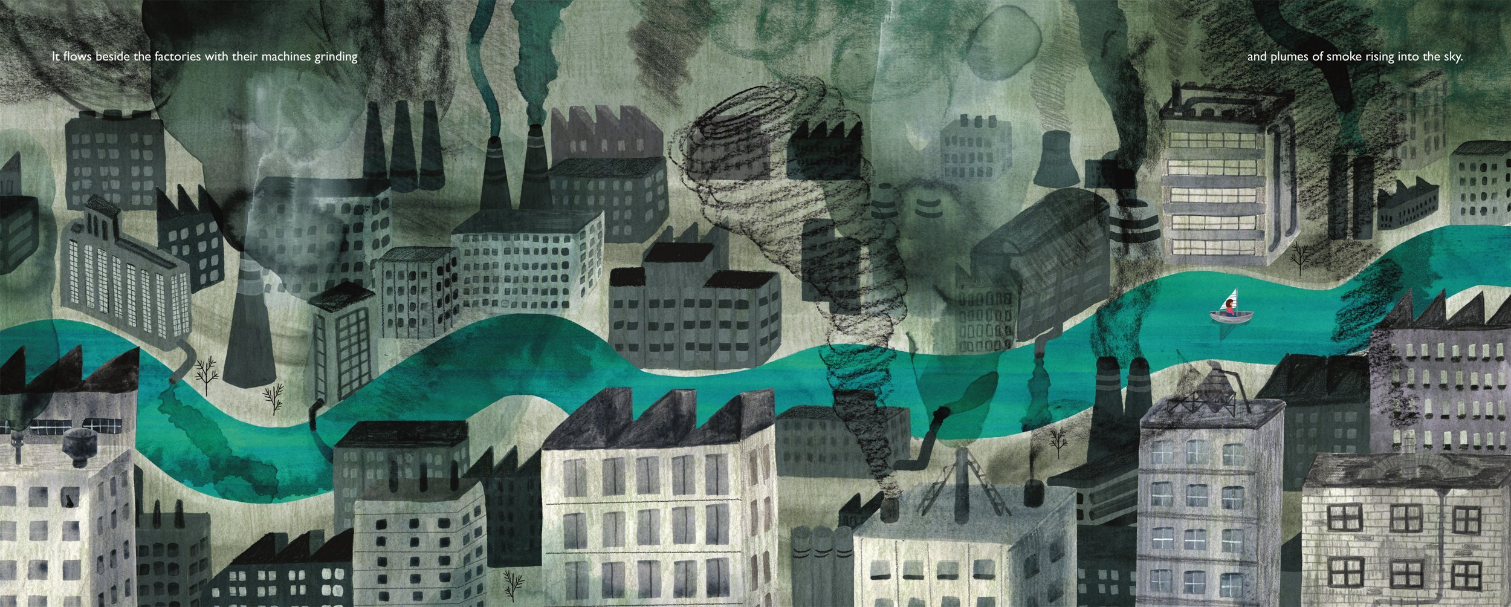 It flows beside the factories with their machines grinding
and plumes of smoke rising into the sky.